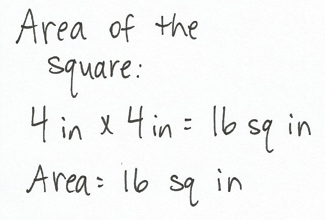 Area of the
square:
4 in x 4 in = 16 sq in
Area= 16 sq in